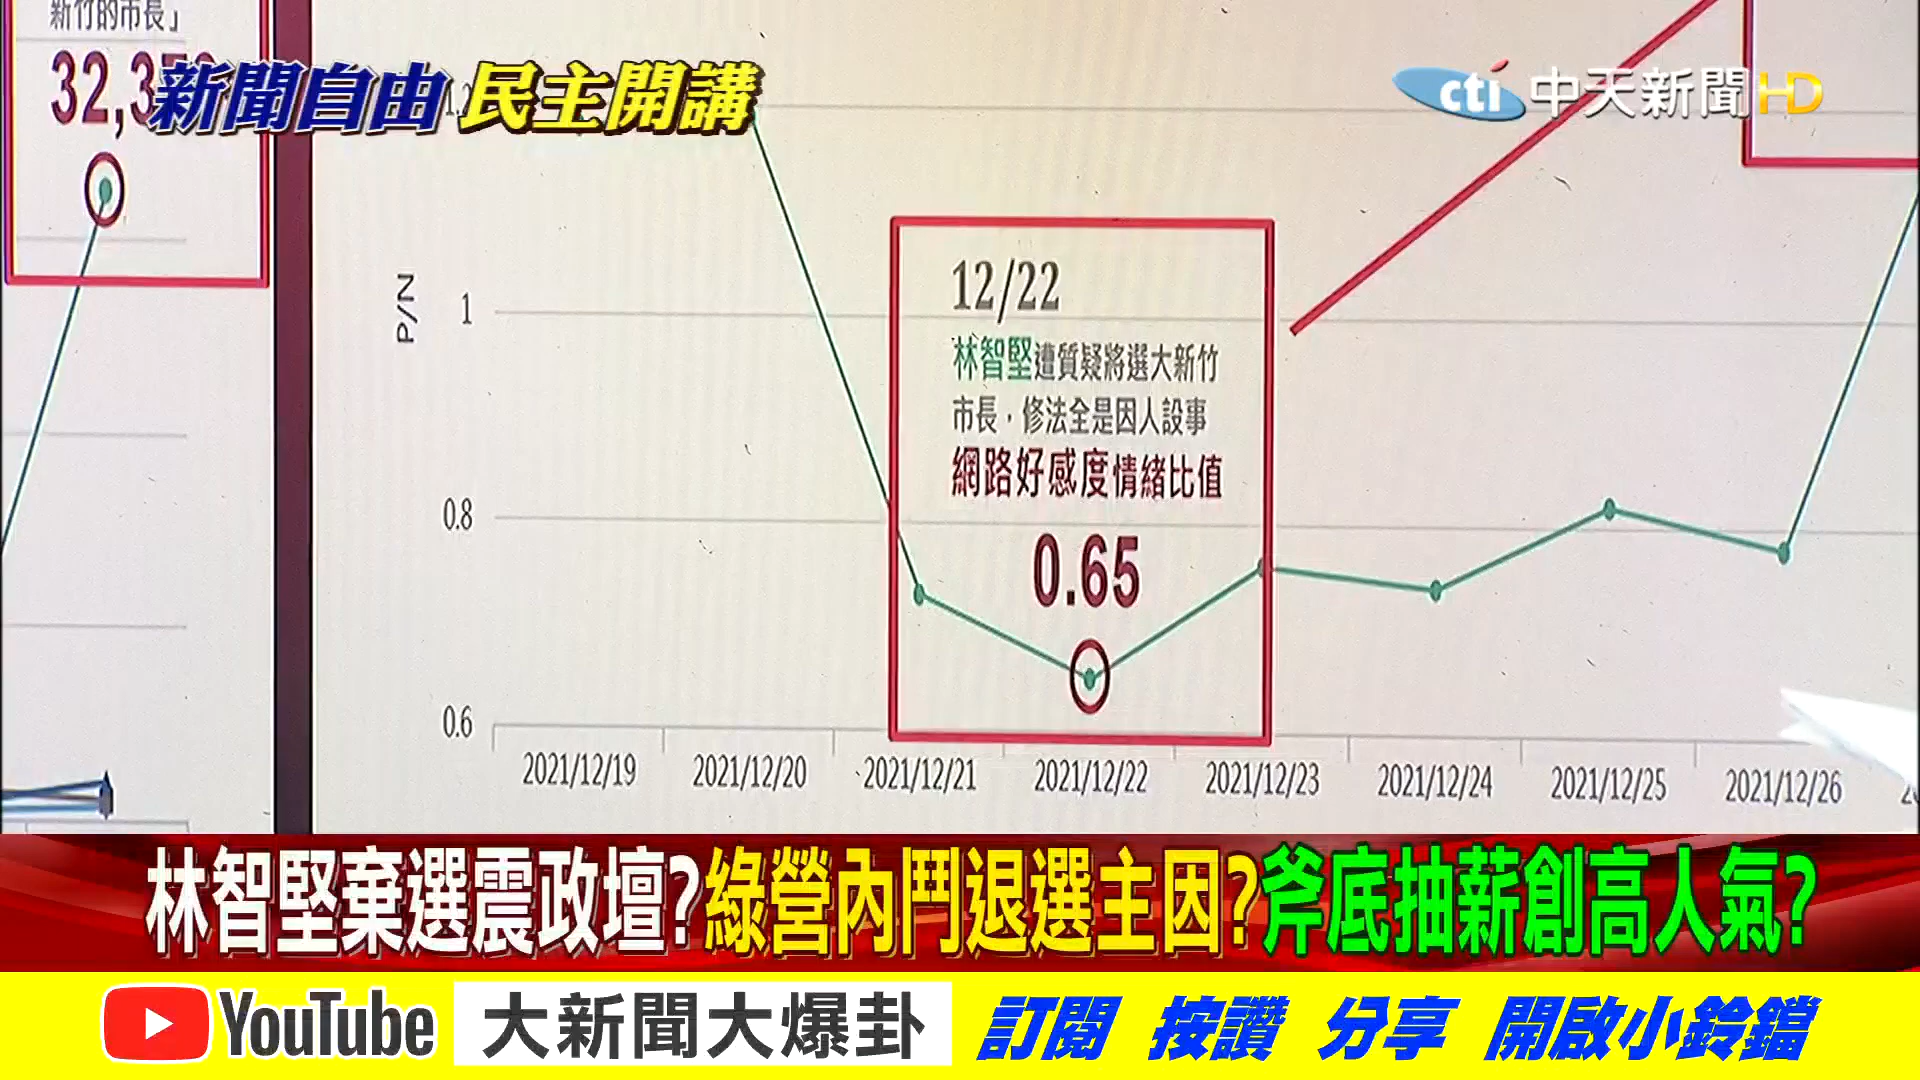 新竹的市長」
32,3
新聞自由 民主開講
cti 中天新聞 HD
P/N
1
0.8
0.6
12/22
林智堅遭質疑將選大新竹
市長，修法全是因人設事
網路好感度情緒比值
0.65
2021/12/19
2021/12/20
2021/12/21
2021/12/22
2021/12/23
2021/12/24
2021/12/25
2021/12/26
林智堅棄選震政壇?綠營內鬥退選主因?斧底抽薪創高人氣?
YouTube 大新聞大爆卦 訂閱 按讚 分享 開啟小鈴鐺